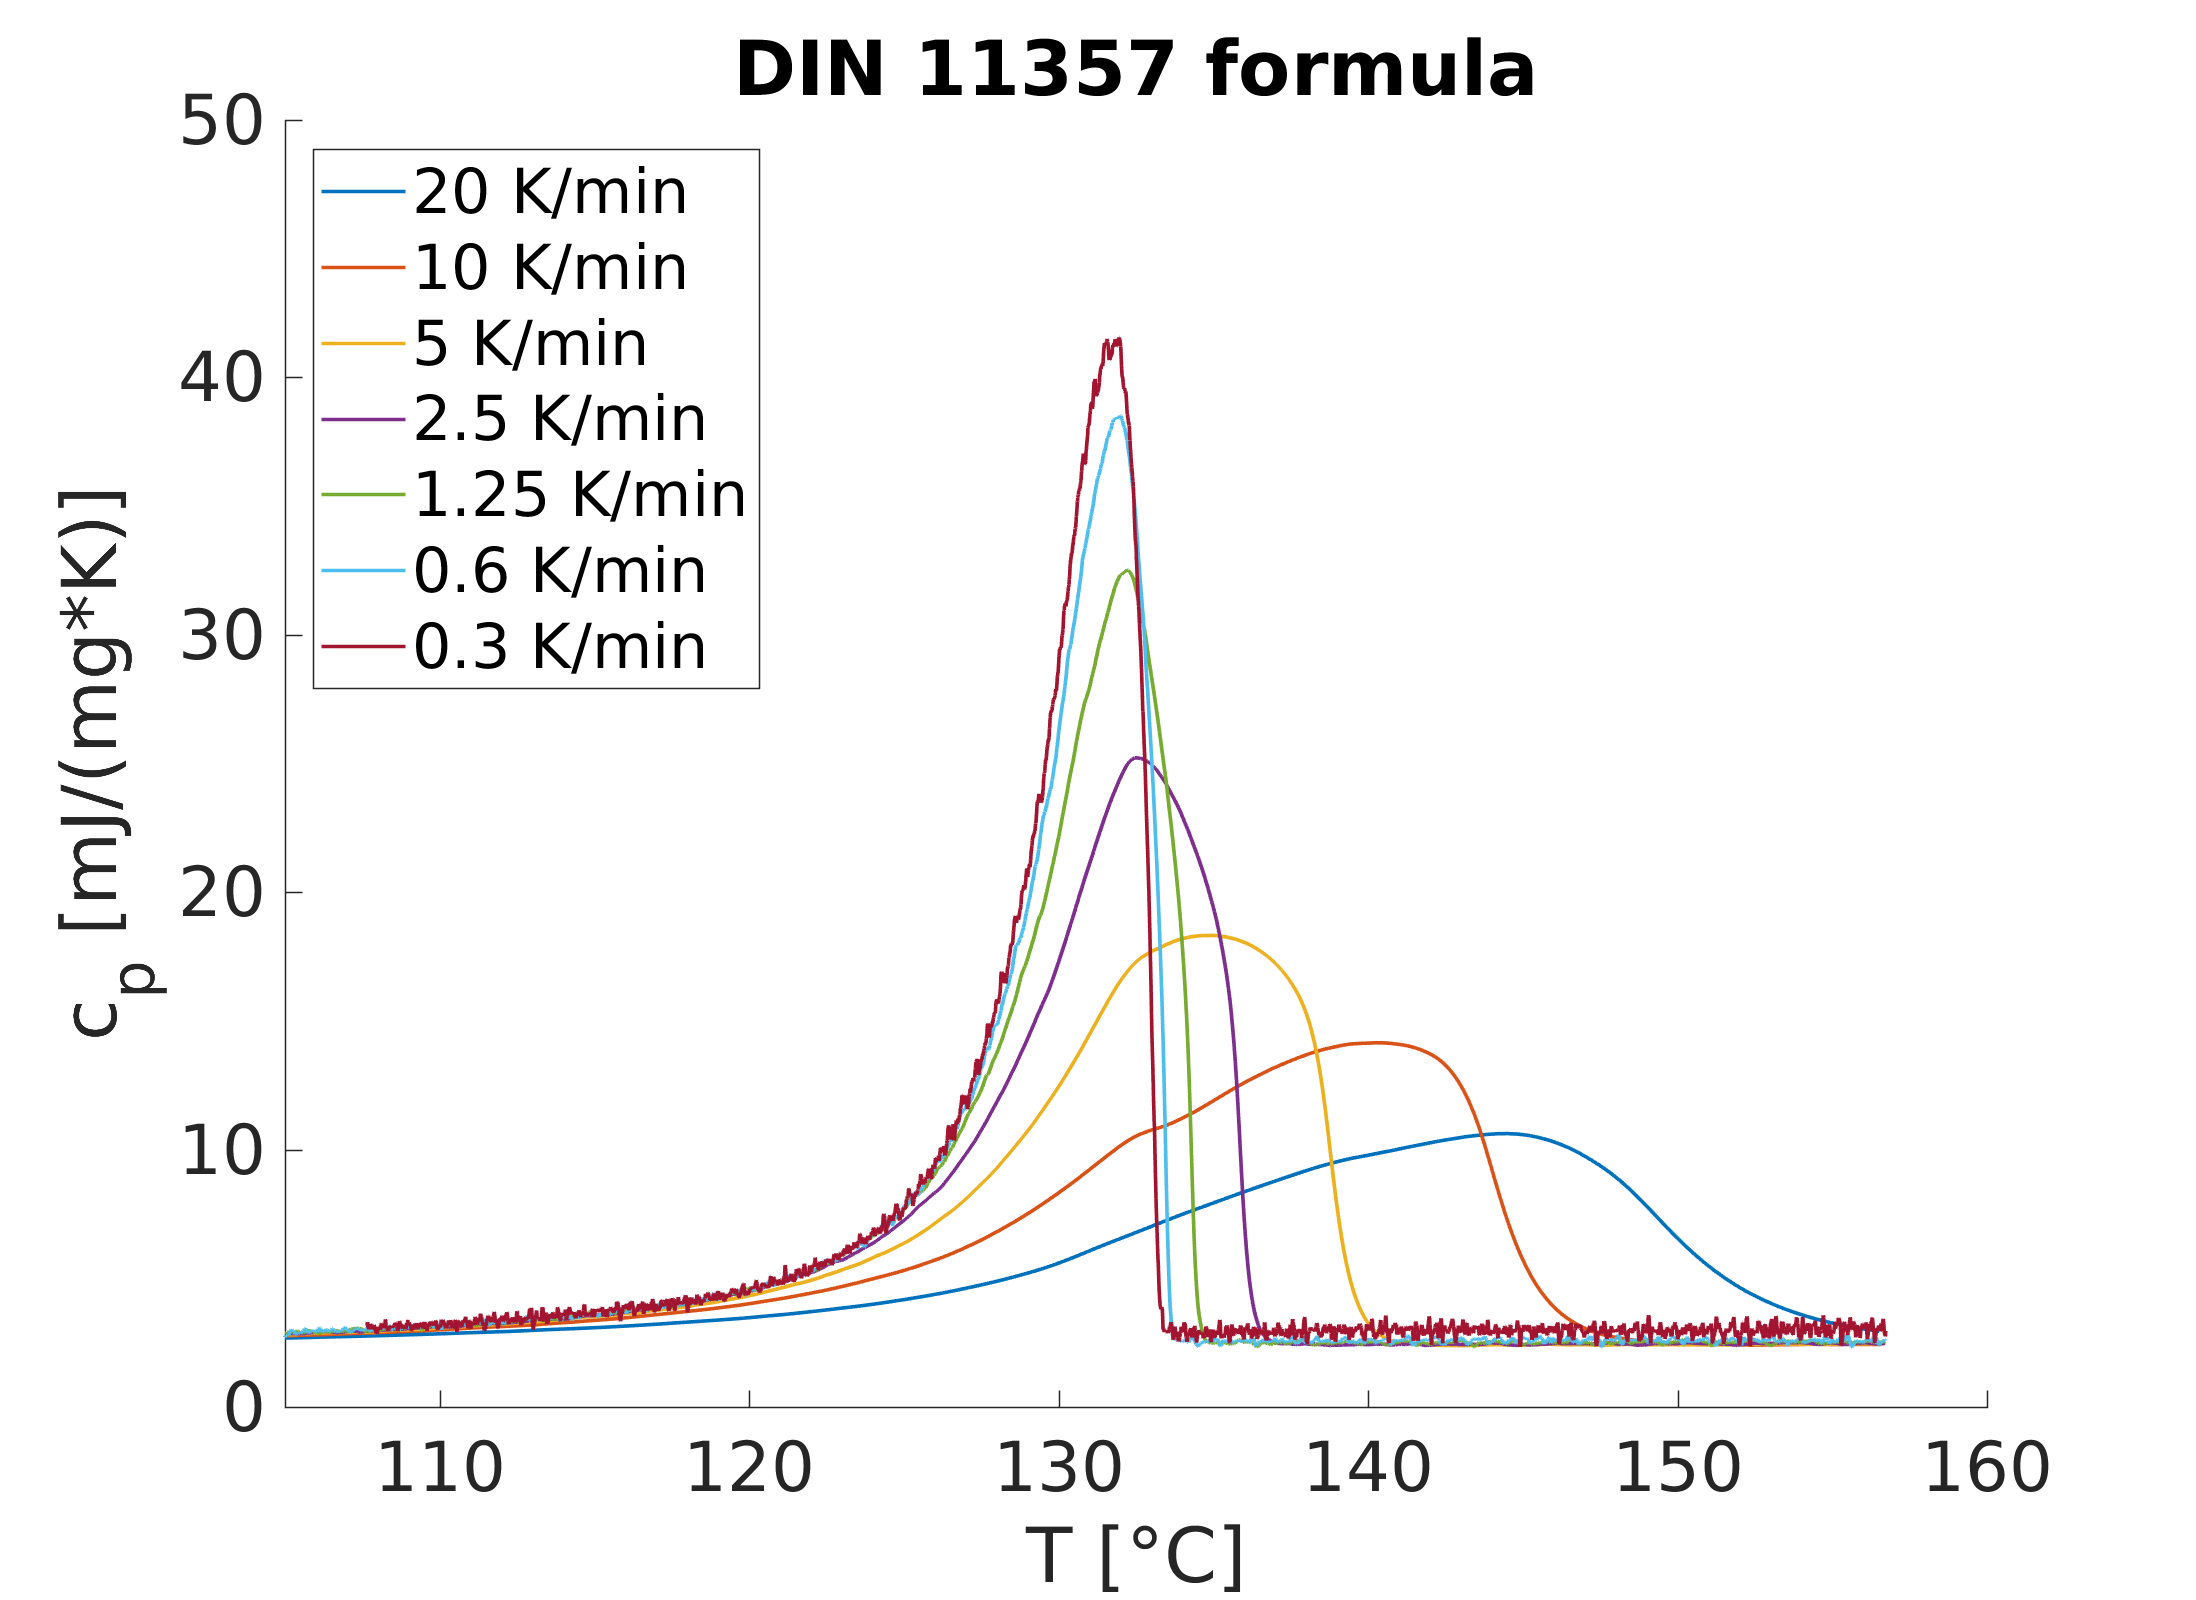 DIN 11357 formula
50
40
30
20
10
0
c_p [mJ/(mg*K)]
20 K/min
10 K/min
5 K/min
2.5 K/min
1.25 K/min
0.6 K/min
0.3 K/min
110 120 130 140 150 160
T [°C]